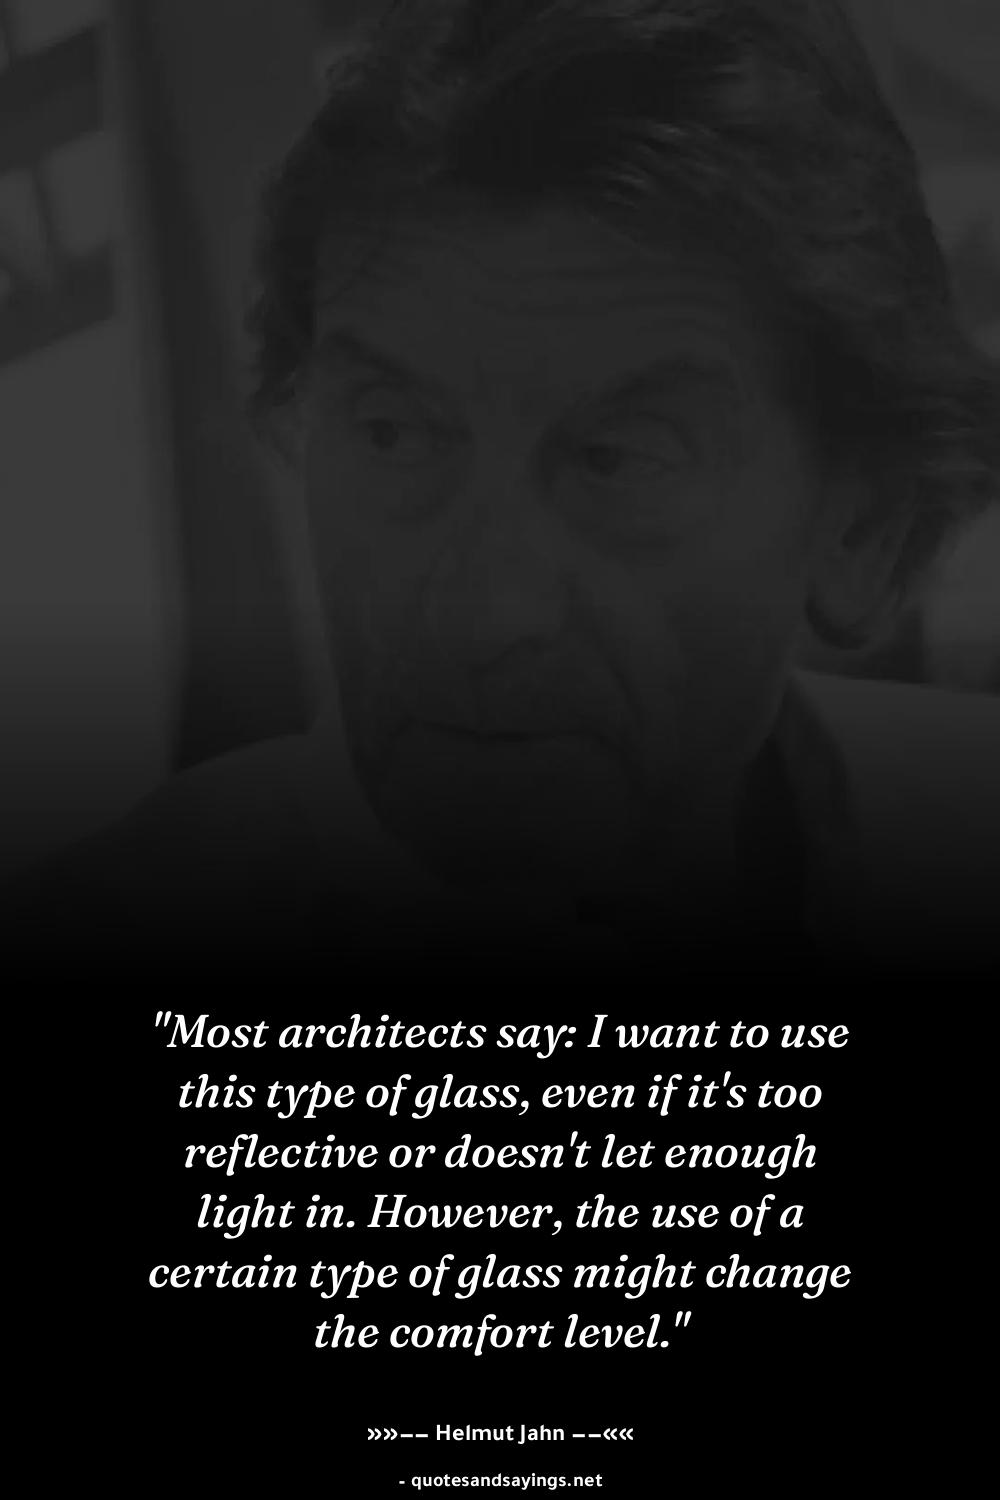 "Most architects say: I want to use
this type of glass, even if it's too
reflective or doesn't let enough
light in. However, the use of a
certain type of glass might change
the comfort level."
»»–– Helmut Jahn ––««
- quotesandsayings.net